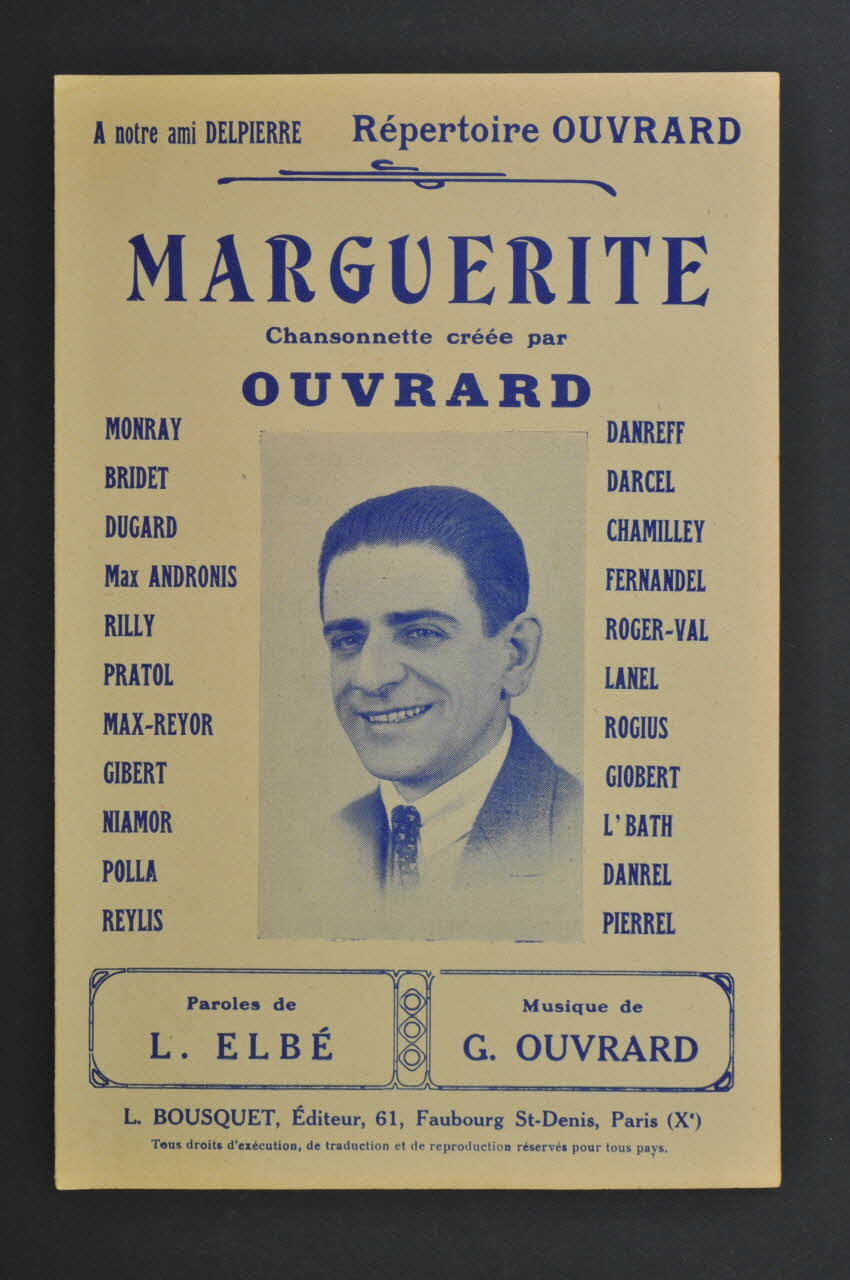 A notre ami DELPIERRE Répertoire OUVRARD
MARGUERITE
Chansonnette créée par
OUVRARD
MONRAY
BRIDET
DUGARD
Max ANDRONIS
RILLY
PRATOL
MAX-REYOR
GIBERT
NIAMOR
POLLA
REYLIS
DANREFF
DARCEL
CHAMILLEY
FERNANDEL
ROGER-VAL
LANEL
ROGIUS
GIOBERT
L'BATH
DANREL
PIERREL
Paroles de
L. ELBÉ
Musique de
G. OUVRARD
L. BOUSQUET, Éditeur, 61, Faubourg St-Denis, Paris (Xᵉ)
Tous droits d'exécution, de traduction et de reproduction réservés pour tous pays.